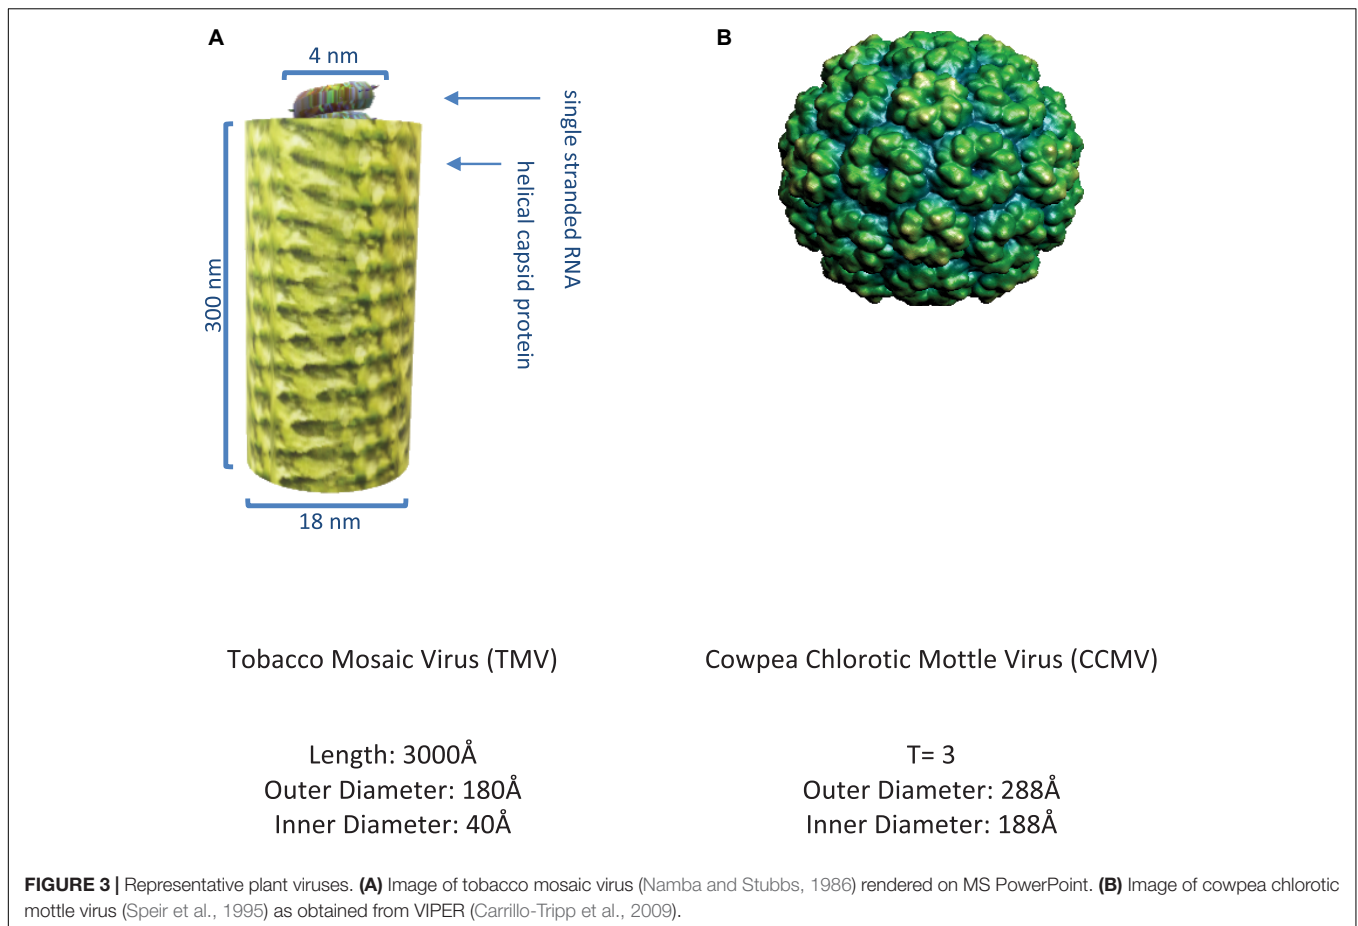 A
4 nm
300 nm
18 nm
single stranded RNA
helical capsid protein
B
Tobacco Mosaic Virus (TMV)
Length: 3000Å
Outer Diameter: 180Å
Inner Diameter: 40Å
Cowpea Chlorotic Mottle Virus (CCMV)
T= 3
Outer Diameter: 288Å
Inner Diameter: 188Å
FIGURE 3 | Representative plant viruses. (A) Image of tobacco mosaic virus (Namba and Stubbs, 1986) rendered on MS PowerPoint. (B) Image of cowpea chlorotic
mottle virus (Speir et al., 1995) as obtained from VIPER (Carrillo-Tripp et al., 2009).